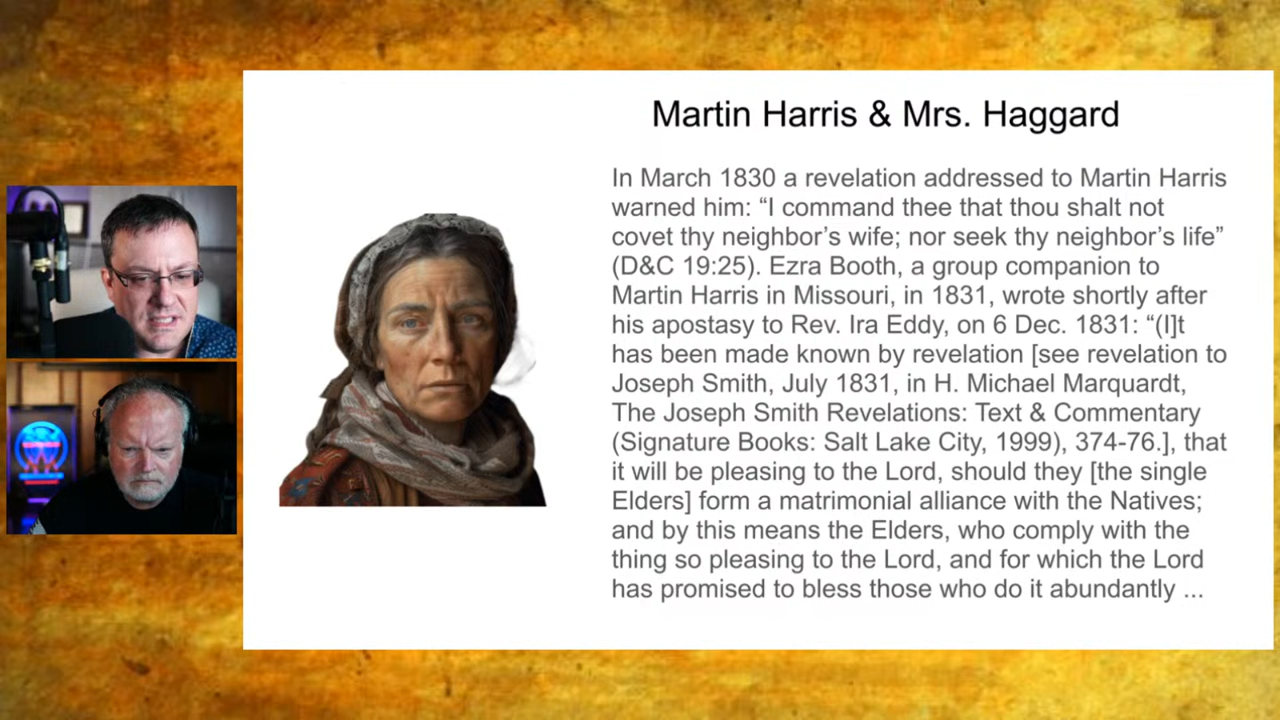 Martin Harris & Mrs. Haggard
In March 1830 a revelation addressed to Martin Harris
warned him: “I command thee that thou shalt not
covet thy neighbor’s wife; nor seek thy neighbor’s life”
(D&C 19:25). Ezra Booth, a group companion to
Martin Harris in Missouri, in 1831, wrote shortly after
his apostasy to Rev. Ira Eddy, on 6 Dec. 1831: “(I]t
has been made known by revelation [see revelation to
Joseph Smith, July 1831, in H. Michael Marquardt,
The Joseph Smith Revelations: Text & Commentary
(Signature Books: Salt Lake City, 1999), 374-76.], that
it will be pleasing to the Lord, should they [the single
Elders] form a matrimonial alliance with the Natives;
and by this means the Elders, who comply with the
thing so pleasing to the Lord, and for which the Lord
has promised to bless those who do it abundantly ...